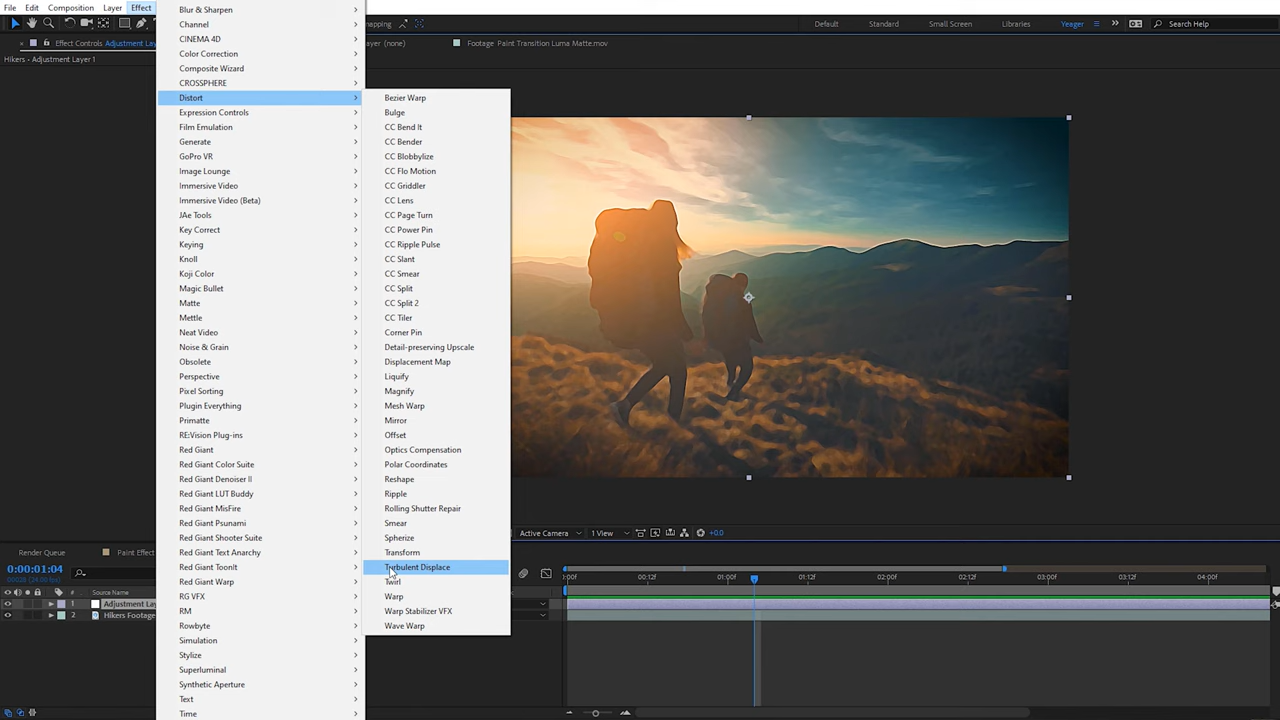 File Edit Composition Layer Effect
apping Default Standard Small Screen Libraries Yeager Search Help
Effect Controls Adjustment Lay
ayer (none) Footage Paint Transition Luma Matte.mov
Hikers • Adjustment Layer 1
Blur & Sharpen
Channel
CINEMA 4D
Color Correction
Composite Wizard
CROSSPHERE
Distort
Expression Controls
Film Emulation
Generate
GoPro VR
Image Lounge
Immersive Video
Immersive Video (Beta)
JAe Tools
Key Correct
Keying
Knoll
Koji Color
Magic Bullet
Matte
Mettle
Neat Video
Noise & Grain
Obsolete
Perspective
Pixel Sorting
Plugin Everything
Primatte
RE:Vision Plug-ins
Red Giant
Red Giant Color Suite
Red Giant Denoiser II
Red Giant LUT Buddy
Red Giant MisFire
Red Giant Psunami
Red Giant Shooter Suite
Red Giant Text Anarchy
Red Giant ToonIt
Red Giant Warp
RG VFX
RM
Rowbyte
Simulation
Stylize
Superluminal
Synthetic Aperture
Text
Time
Bezier Warp
Bulge
CC Bend It
CC Bender
CC Blobbylize
CC Flo Motion
CC Griddler
CC Lens
CC Page Turn
CC Power Pin
CC Ripple Pulse
CC Slant
CC Smear
CC Split
CC Split 2
CC Tiler
Corner Pin
Detail-preserving Upscale
Displacement Map
Liquify
Magnify
Mesh Warp
Mirror
Offset
Optics Compensation
Polar Coordinates
Reshape
Ripple
Rolling Shutter Repair
Smear
Spherize
Transform
Turbulent Displace
Twirl
Warp
Warp Stabilizer VFX
Wave Warp
Active Camera 1 View +0.0
Render Queue Paint Effect
0:00:01:04
00028 (24.00 fps)
Source Name
1 Adjustment Lay
2 Hikers Footage
:00f 00:12f 01:00f 01:12f 02:00f 02:12f 03:00f 03:12f 04:00f